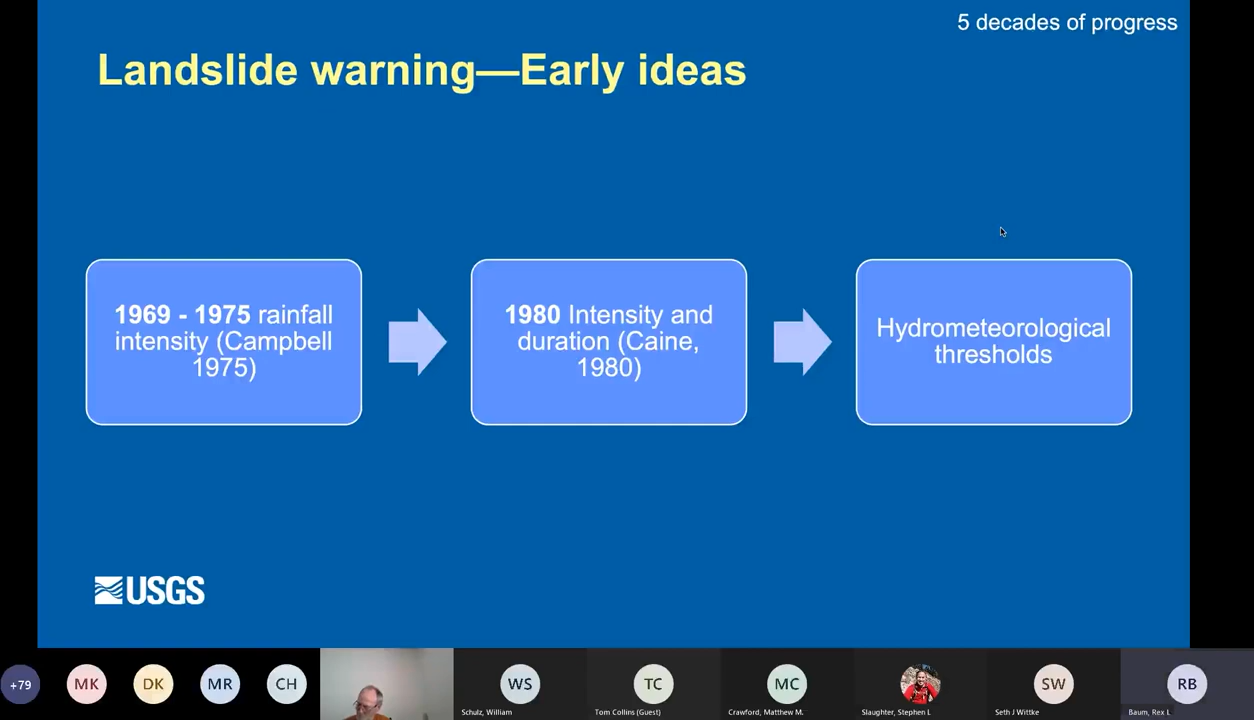 5 decades of progress
Landslide warning—Early ideas
1969 - 1975 rainfall
intensity (Campbell
1975)
1980 Intensity and
duration (Caine,
1980)
Hydrometeorological
thresholds
USGS
+79
MK
DK
MR
CH
WS
Schulz, William
TC
Tom Collins (Guest)
MC
Crawford, Matthew M.
Slaughter, Stephen L
SW
Seth J Wittke
RB
Baum, Rex L